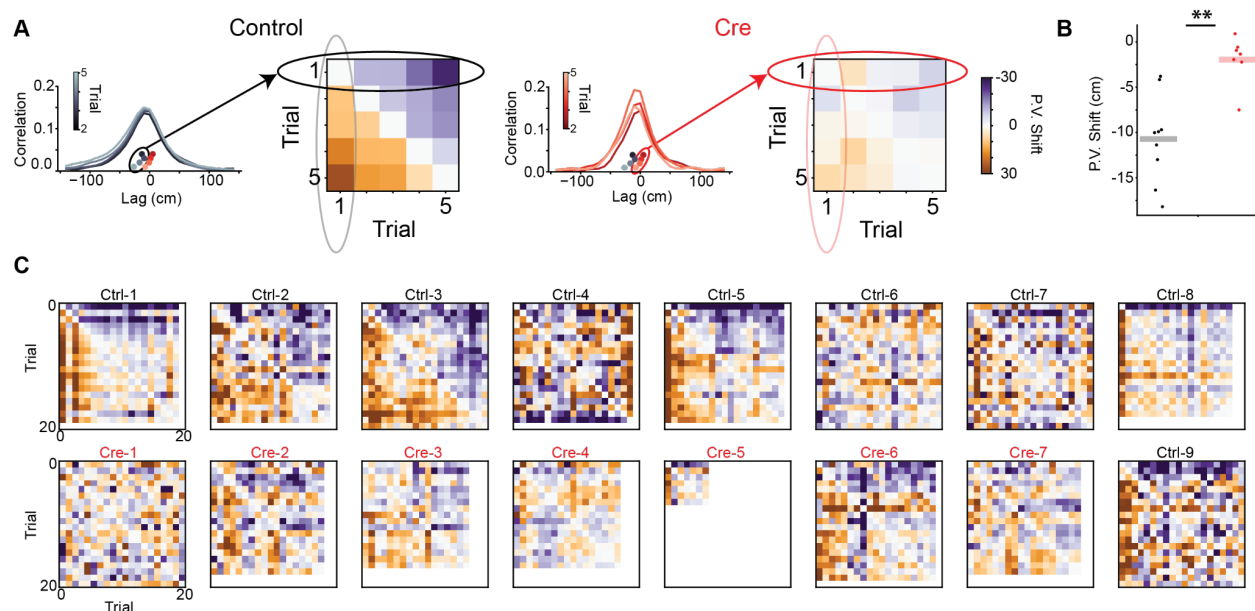 A
Control
Cre
B
**
Correlation
0.2
0.1
0.0
Trial
5
2
−100
0
100
Lag (cm)
Trial
1
5
1
5
Trial
Correlation
0.2
0.1
0.0
Trial
5
2
−100
0
100
Lag (cm)
Trial
1
5
1
5
Trial
-30
0
30
P.V. Shift
P.V. Shift (cm)
0
-5
-10
-15
C
Ctrl-1 Ctrl-2 Ctrl-3 Ctrl-4 Ctrl-5 Ctrl-6 Ctrl-7 Ctrl-8
0
Trial
20
0 20
Cre-1 Cre-2 Cre-3 Cre-4 Cre-5 Cre-6 Cre-7 Ctrl-9
0
Trial
20
0 20
Trial